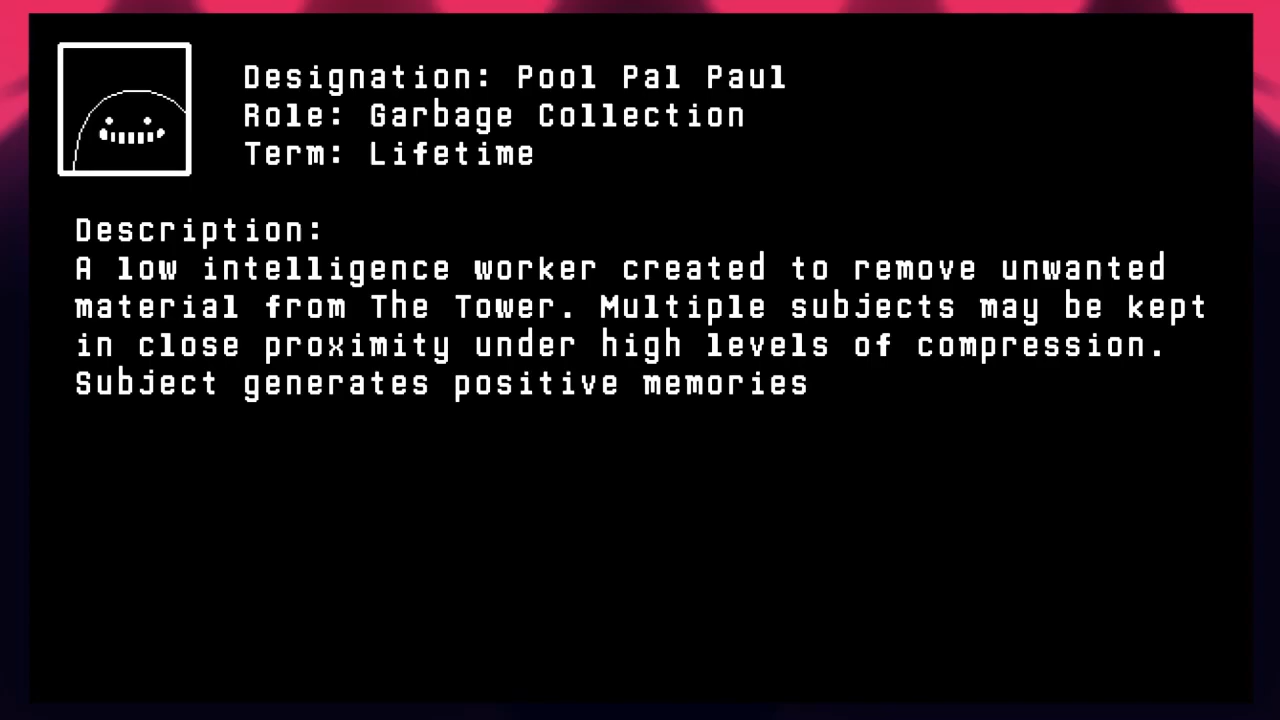 Designation: Pool Pal Paul
Role: Garbage Collection
Term: Lifetime
Description:
A low intelligence worker created to remove unwanted
material from The Tower. Multiple subjects may be kept
in close proximity under high levels of compression.
Subject generates positive memories